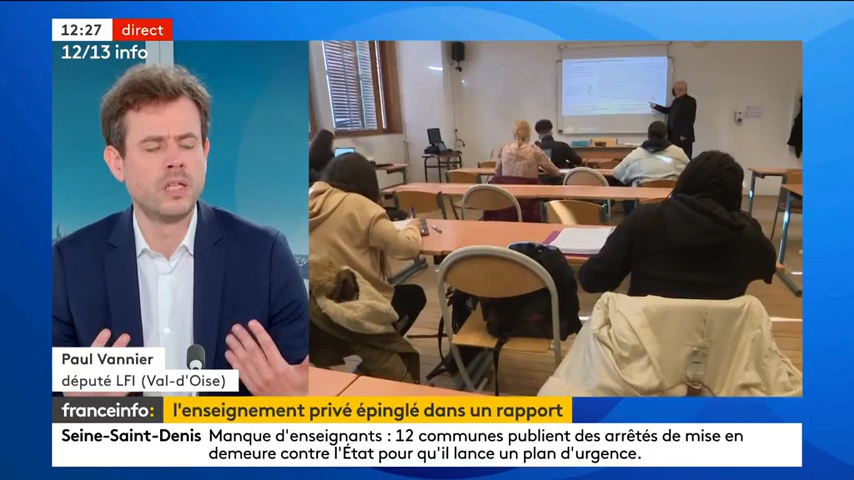 12:27 direct
12/13 info
Paul Vannier
député LFI (Val-d'Oise)
franceinfo: l'enseignement privé épinglé dans un rapport
Seine-Saint-Denis Manque d'enseignants : 12 communes publient des arrêtés de mise en
demeure contre l'État pour qu'il lance un plan d'urgence.